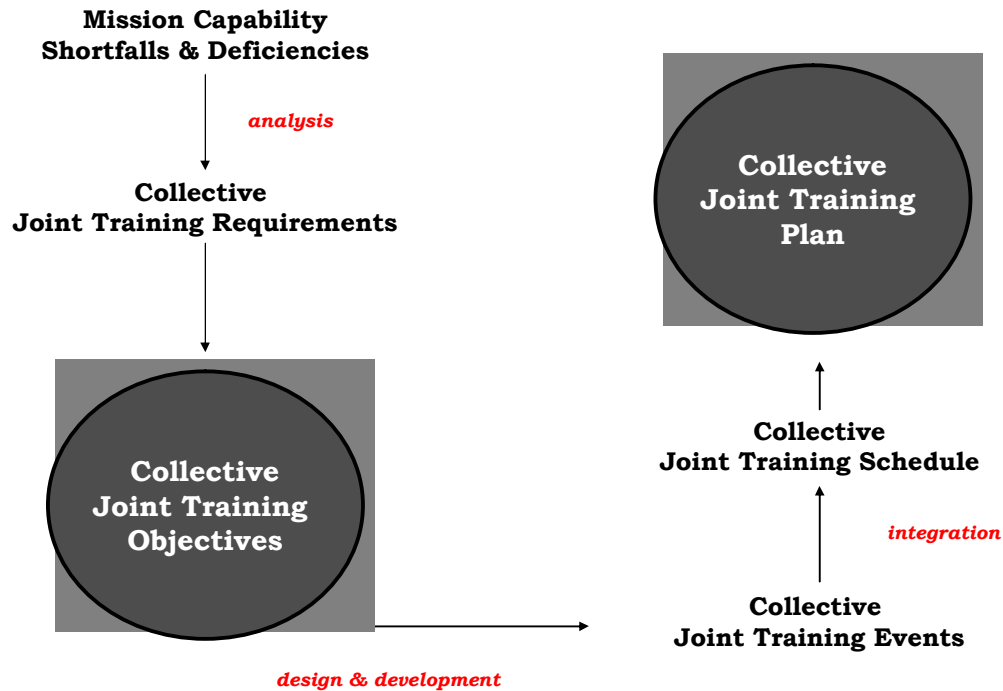 Mission Capability
Shortfalls & Deficiencies
analysis
Collective
Joint Training Requirements
Collective
Joint Training
Objectives
design & development
Collective
Joint Training Events
integration
Collective
Joint Training Schedule
Collective
Joint Training
Plan